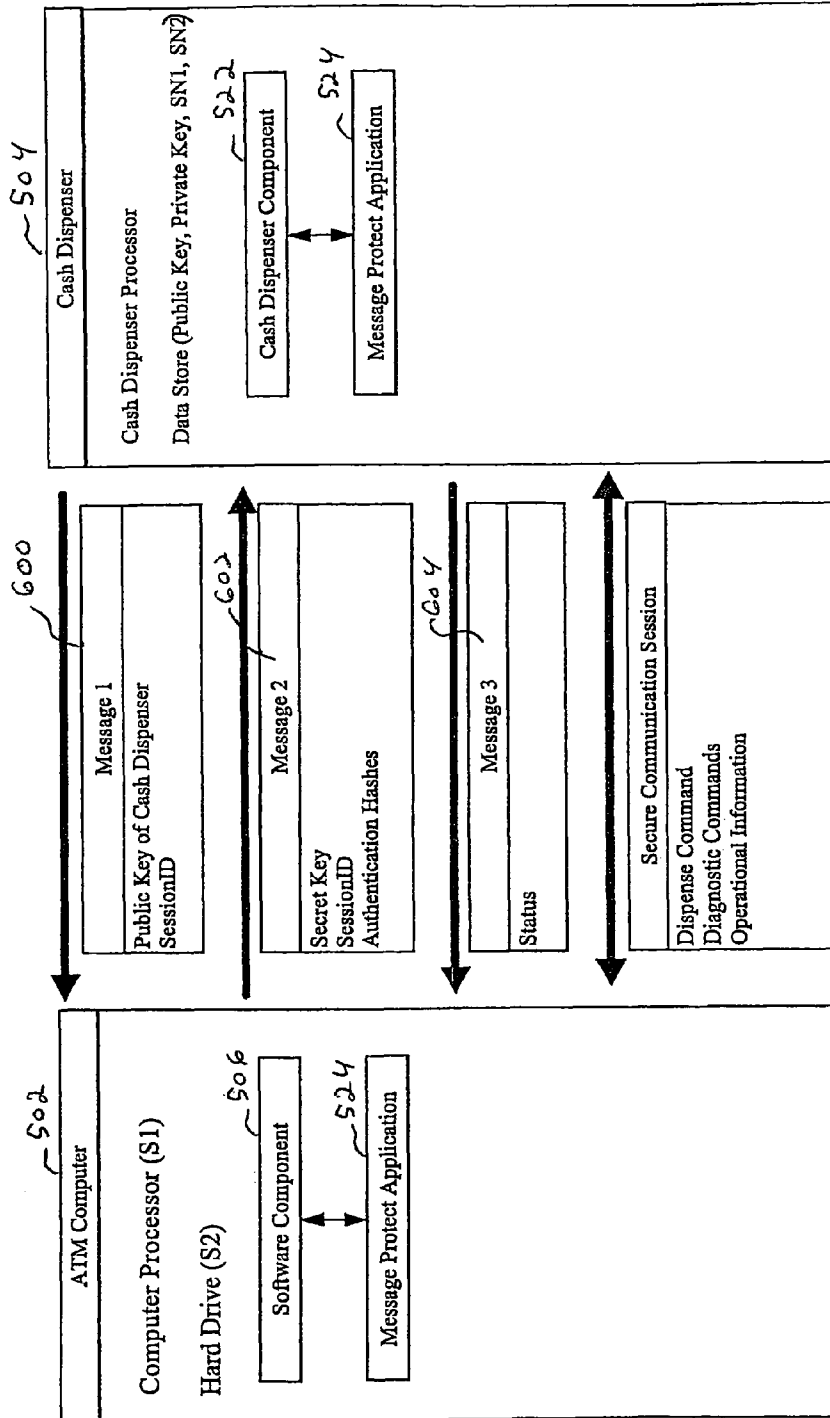 502
ATM Computer
Computer Processor (S1)
Hard Drive (S2)
506
Software Component
524
Message Protect Application
600
Message 1
Public Key of Cash Dispenser
SessionID
602
Message 2
Secret Key
SessionID
Authentication Hashes
604
Message 3
Status
Secure Communication Session
Dispense Command
Diagnostic Commands
Operational Information
504
Cash Dispenser
Cash Dispenser Processor
Data Store (Public Key, Private Key, SN1, SN2)
522
Cash Dispenser Component
524
Message Protect Application